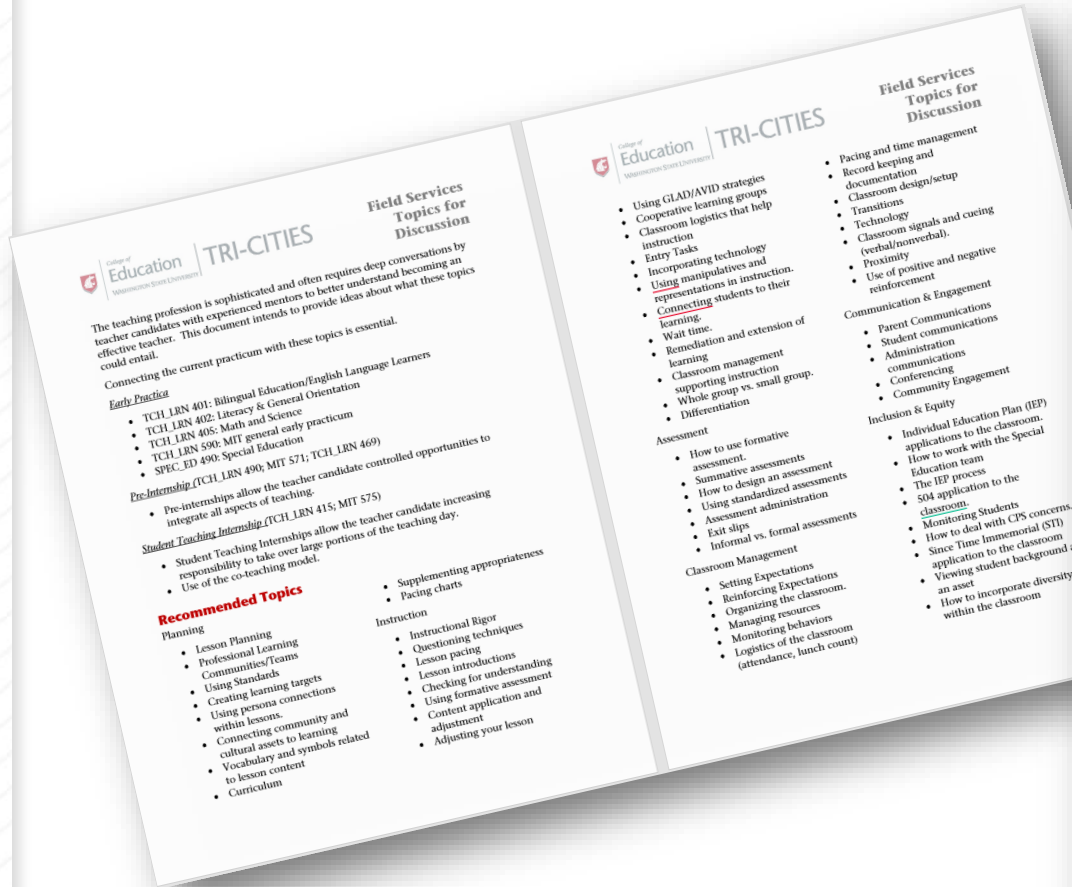 College of
Education
WASHINGTON STATE UNIVERSITY
TRI-CITIES
Field Services
Topics for
Discussion
The teaching profession is sophisticated and often requires deep conversations by
teacher candidates with experienced mentors to better understand becoming an
effective teacher. This document intends to provide ideas about what these topics
could entail.
Connecting the current practicum with these topics is essential.
Early Practica
• TCH_LRN 401: Bilingual Education/English Language Learners
• TCH_LRN 402: Literacy & General Orientation
• TCH_LRN 405: Math and Science
• TCH_LRN 590: MIT general early practicum
• SPEC_ED 490: Special Education
Pre-Internship (TCH_LRN 490; MIT 571; TCH_LRN 469)
• Pre-internships allow the teacher candidate controlled opportunities to
integrate all aspects of teaching.
Student Teaching Internship (TCH_LRN 415; MIT 575)
• Student Teaching Internships allow the teacher candidate increasing
responsibility to take over large portions of the teaching day.
• Use of the co-teaching model.
Recommended Topics
Planning
• Lesson Planning
• Professional Learning
Communities/Teams
• Using Standards
• Creating learning targets
• Using persona connections
within lessons.
• Connecting community and
cultural assets to learning
• Vocabulary and symbols related
to lesson content
• Curriculum
• Supplementing appropriateness
• Pacing charts
Instruction
• Instructional Rigor
• Questioning techniques
• Lesson pacing
• Lesson introductions
• Checking for understanding
• Using formative assessment
• Content application and
adjustment
• Adjusting your lesson
College of
Education
WASHINGTON STATE UNIVERSITY
TRI-CITIES
Field Services
Topics for
Discussion
• Using GLAD/AVID strategies
• Cooperative learning groups
• Classroom logistics that help
instruction
• Entry Tasks
• Incorporating technology
• Using manipulatives and
representations in instruction.
• Connecting students to their
learning.
• Wait time.
• Remediation and extension of
learning
• Classroom management
supporting instruction
• Whole group vs. small group.
• Differentiation
Assessment
• How to use formative
assessment.
• Summative assessments
• How to design an assessment
• Using standardized assessments
• Assessment administration
• Exit slips
• Informal vs. formal assessments
Classroom Management
• Setting Expectations
• Reinforcing Expectations
• Organizing the classroom.
• Managing resources
• Monitoring behaviors
• Logistics of the classroom
(attendance, lunch count)
• Pacing and time management
• Record keeping and
documentation
• Classroom design/setup
• Transitions
• Technology
• Classroom signals and cueing
(verbal/nonverbal).
• Proximity
• Use of positive and negative
reinforcement
Communication & Engagement
• Parent Communications
• Student communications
• Administration
communications
• Conferencing
• Community Engagement
Inclusion & Equity
• Individual Education Plan (IEP)
applications to the classroom.
• How to work with the Special
Education team
• The IEP process
• 504 application to the
classroom.
• Monitoring Students
• How to deal with CPS concerns.
• Since Time Immemorial (STI)
application to the classroom
• Viewing student background
an asset
• How to incorporate diversity
within the classroom